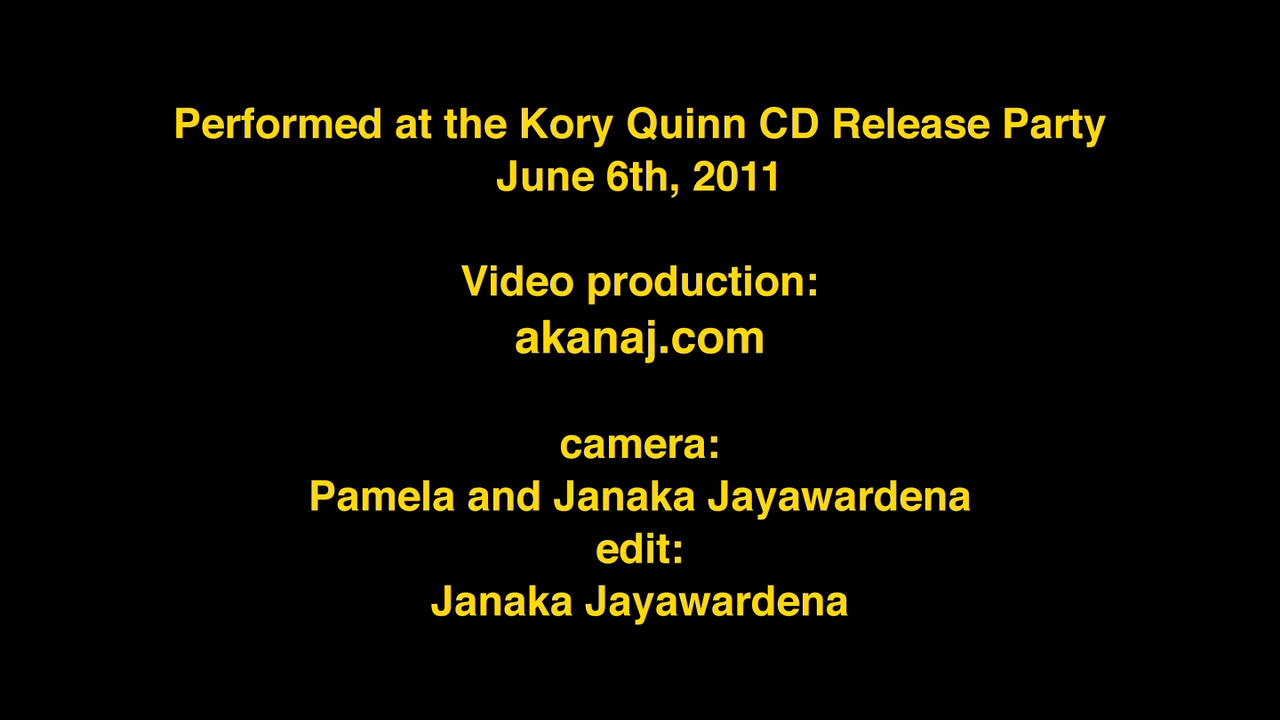 Performed at the Kory Quinn CD Release Party
June 6th, 2011
Video production:
akanaj.com
camera:
Pamela and Janaka Jayawardena
edit:
Janaka Jayawardena